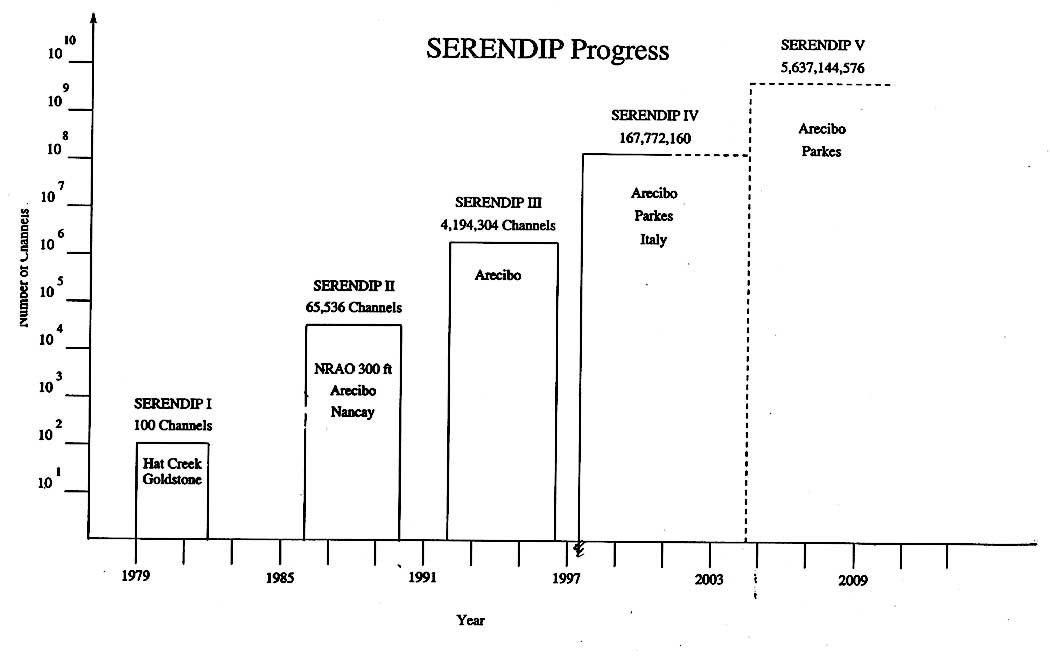 SERENDIP Progress
SERENDIP V
5,637,144,576
Arecibo
Parkes
SERENDIP IV
167,772,160
Arecibo
Parkes
Italy
SERENDIP III
4,194,304 Channels
Arecibo
SERENDIP II
65,536 Channels
NRAO 300 ft
Arecibo
Nancay
SERENDIP I
100 Channels
Hat Creek
Goldstone
10^10
10^9
10^8
10^7
10^6
10^5
10^4
10^3
10^2
10^1
Number of Channels
1979
1985
1991
1997
2003
2009
Year